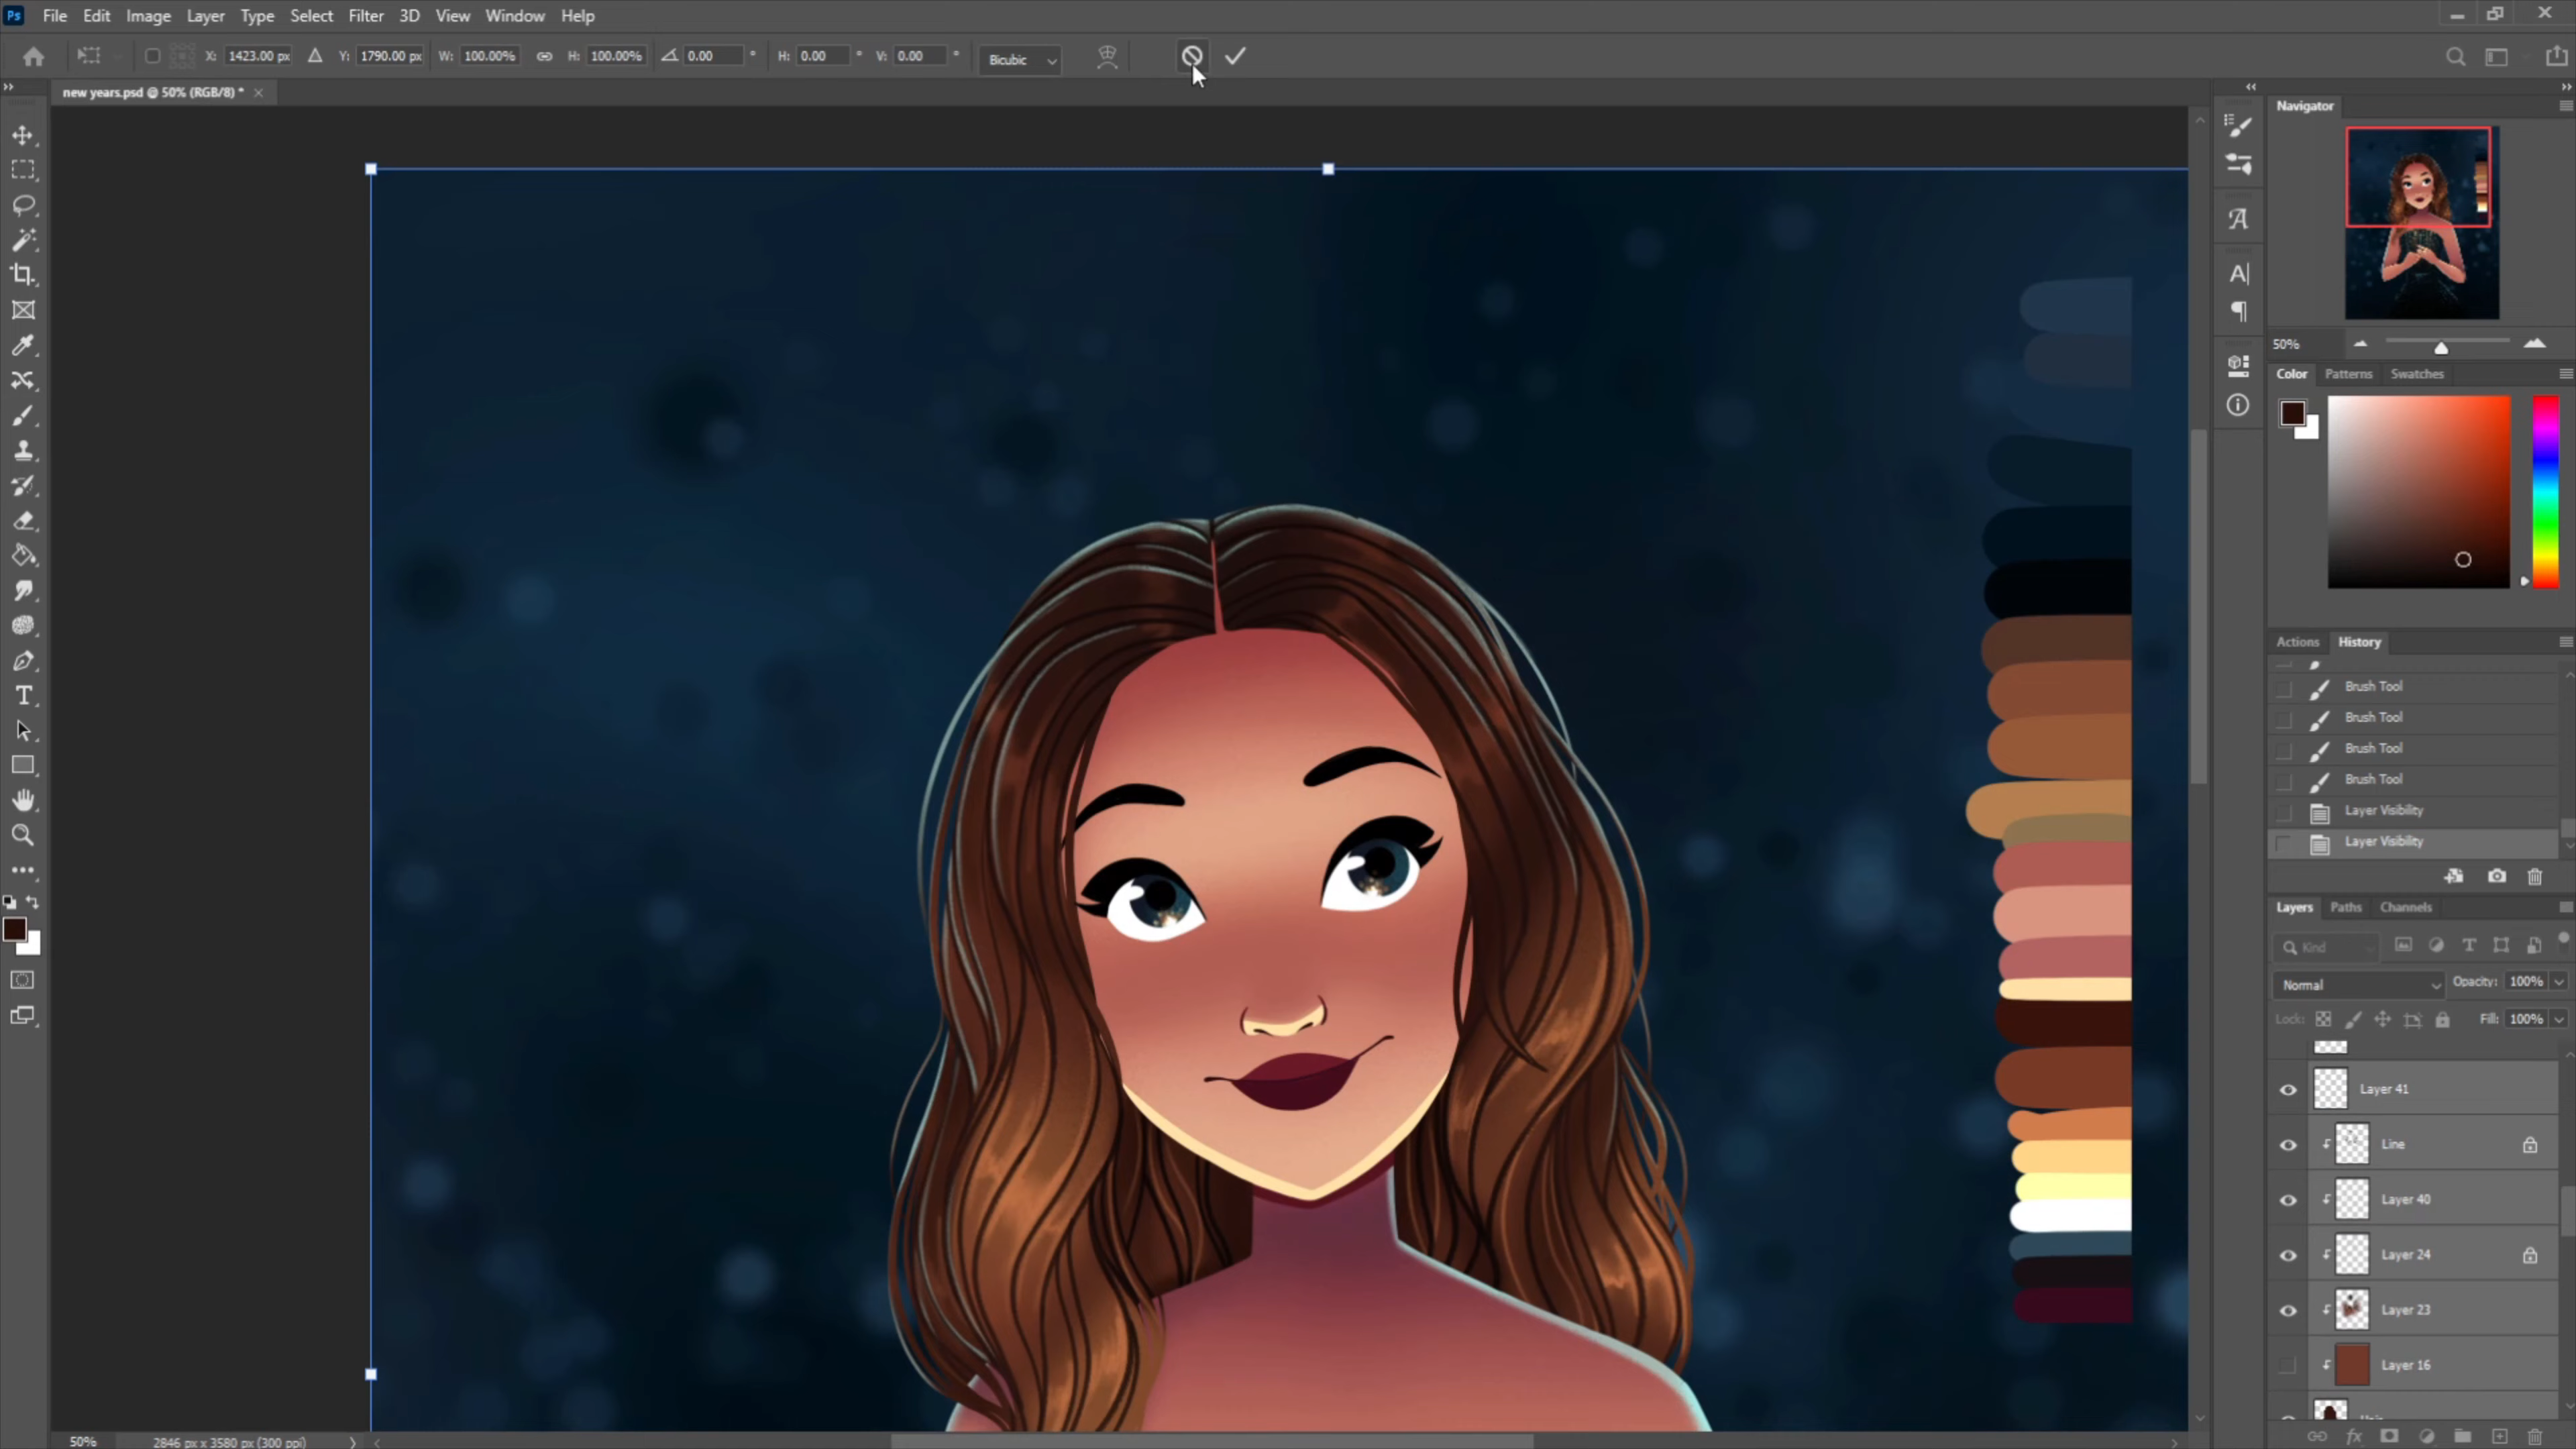 Ps File Edit Image Layer Type Select Filter 3D View Window Help
X: 1423.00 px Y: 1790.00 px W: 100.00% H: 100.00% 0.00 ° H: 0.00 ° V: 0.00 ° Bicubic
new years.psd @ 50% (RGB/8) *
Navigator
50%
Color Patterns Swatches
Actions History
Brush Tool
Brush Tool
Brush Tool
Brush Tool
Layer Visibility
Layer Visibility
Layers Paths Channels
Kind
Normal Opacity: 100%
Lock: Fill: 100%
Layer 41
Line
Layer 40
Layer 24
Layer 23
Layer 16
50% 2846 px x 3580 px (300 ppi)